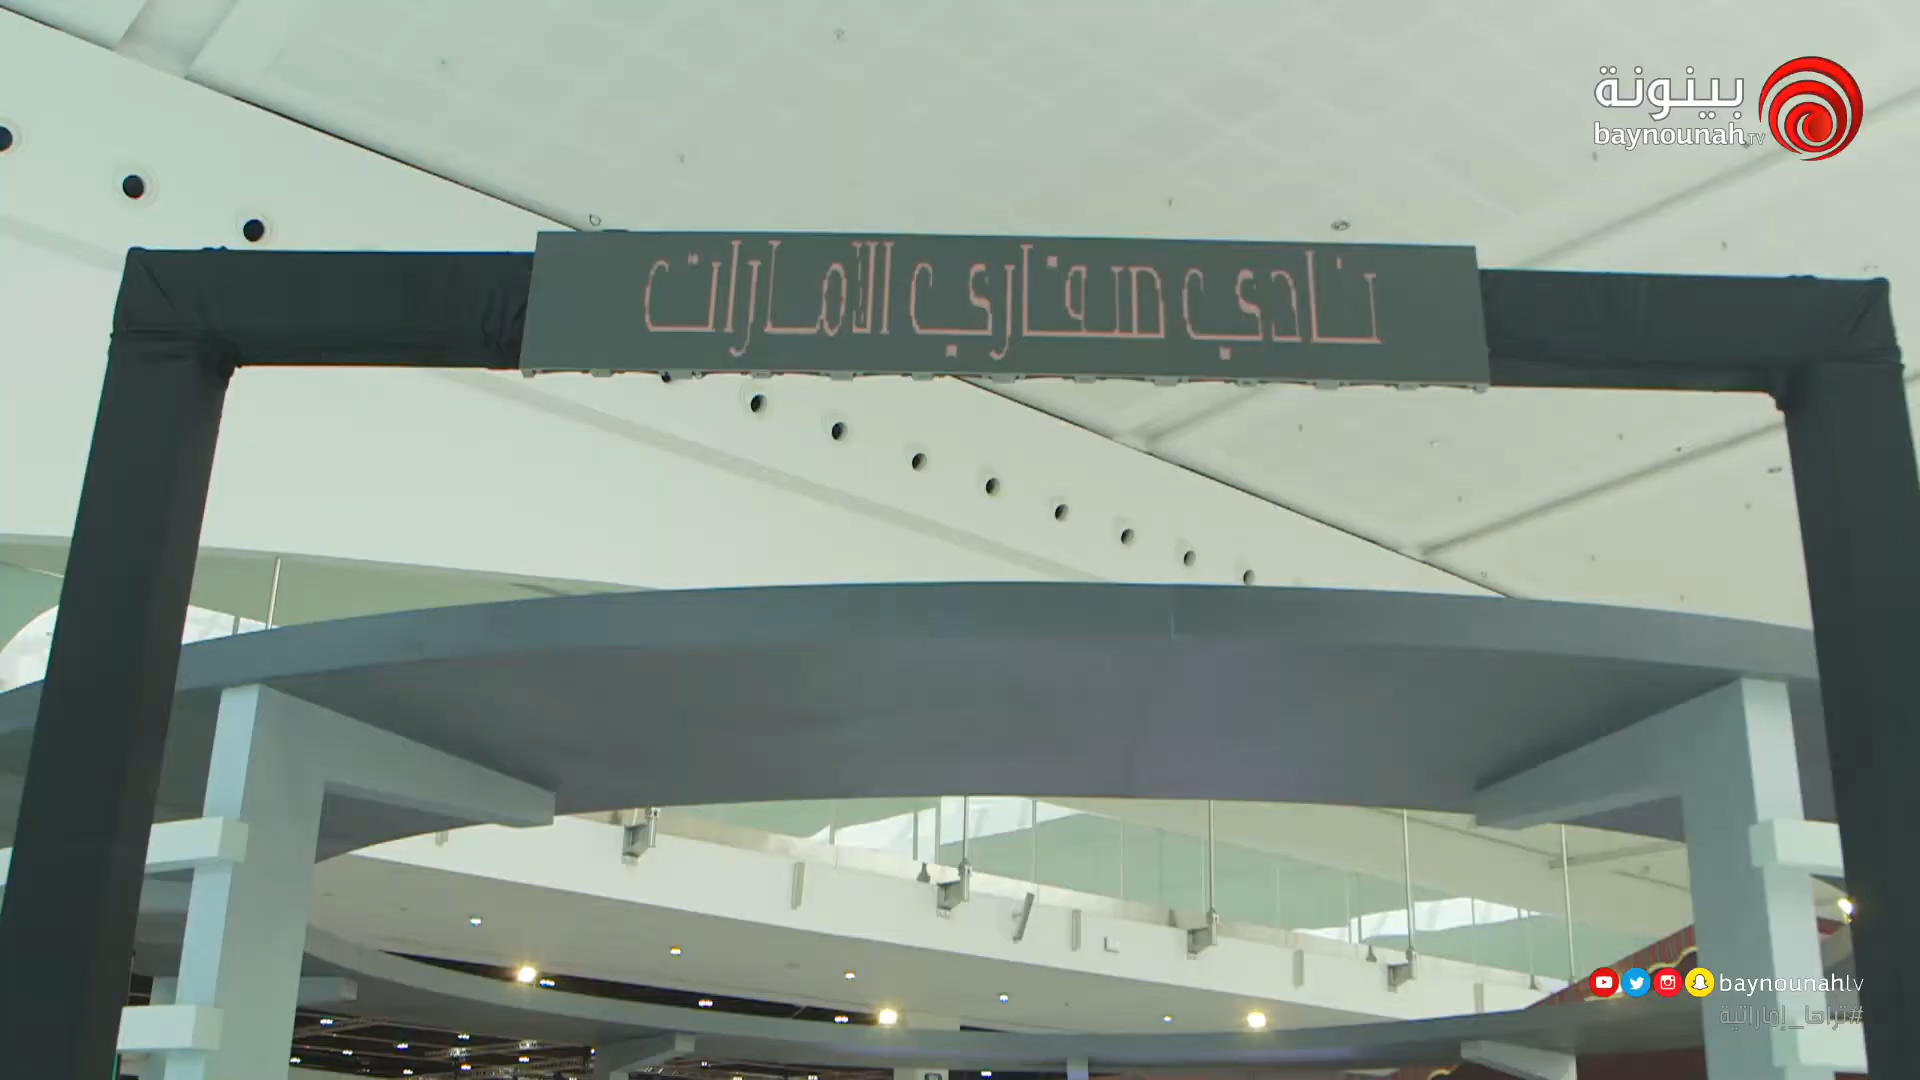 بينونة
baynounah TV
نادي صقاري الامارات
baynounahtv
#تراها_إماراتية